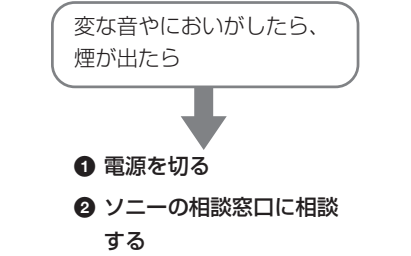 変な音やにおいがしたら、
煙が出たら
❶ 電源を切る
❷ ソニーの相談窓口に相談
する